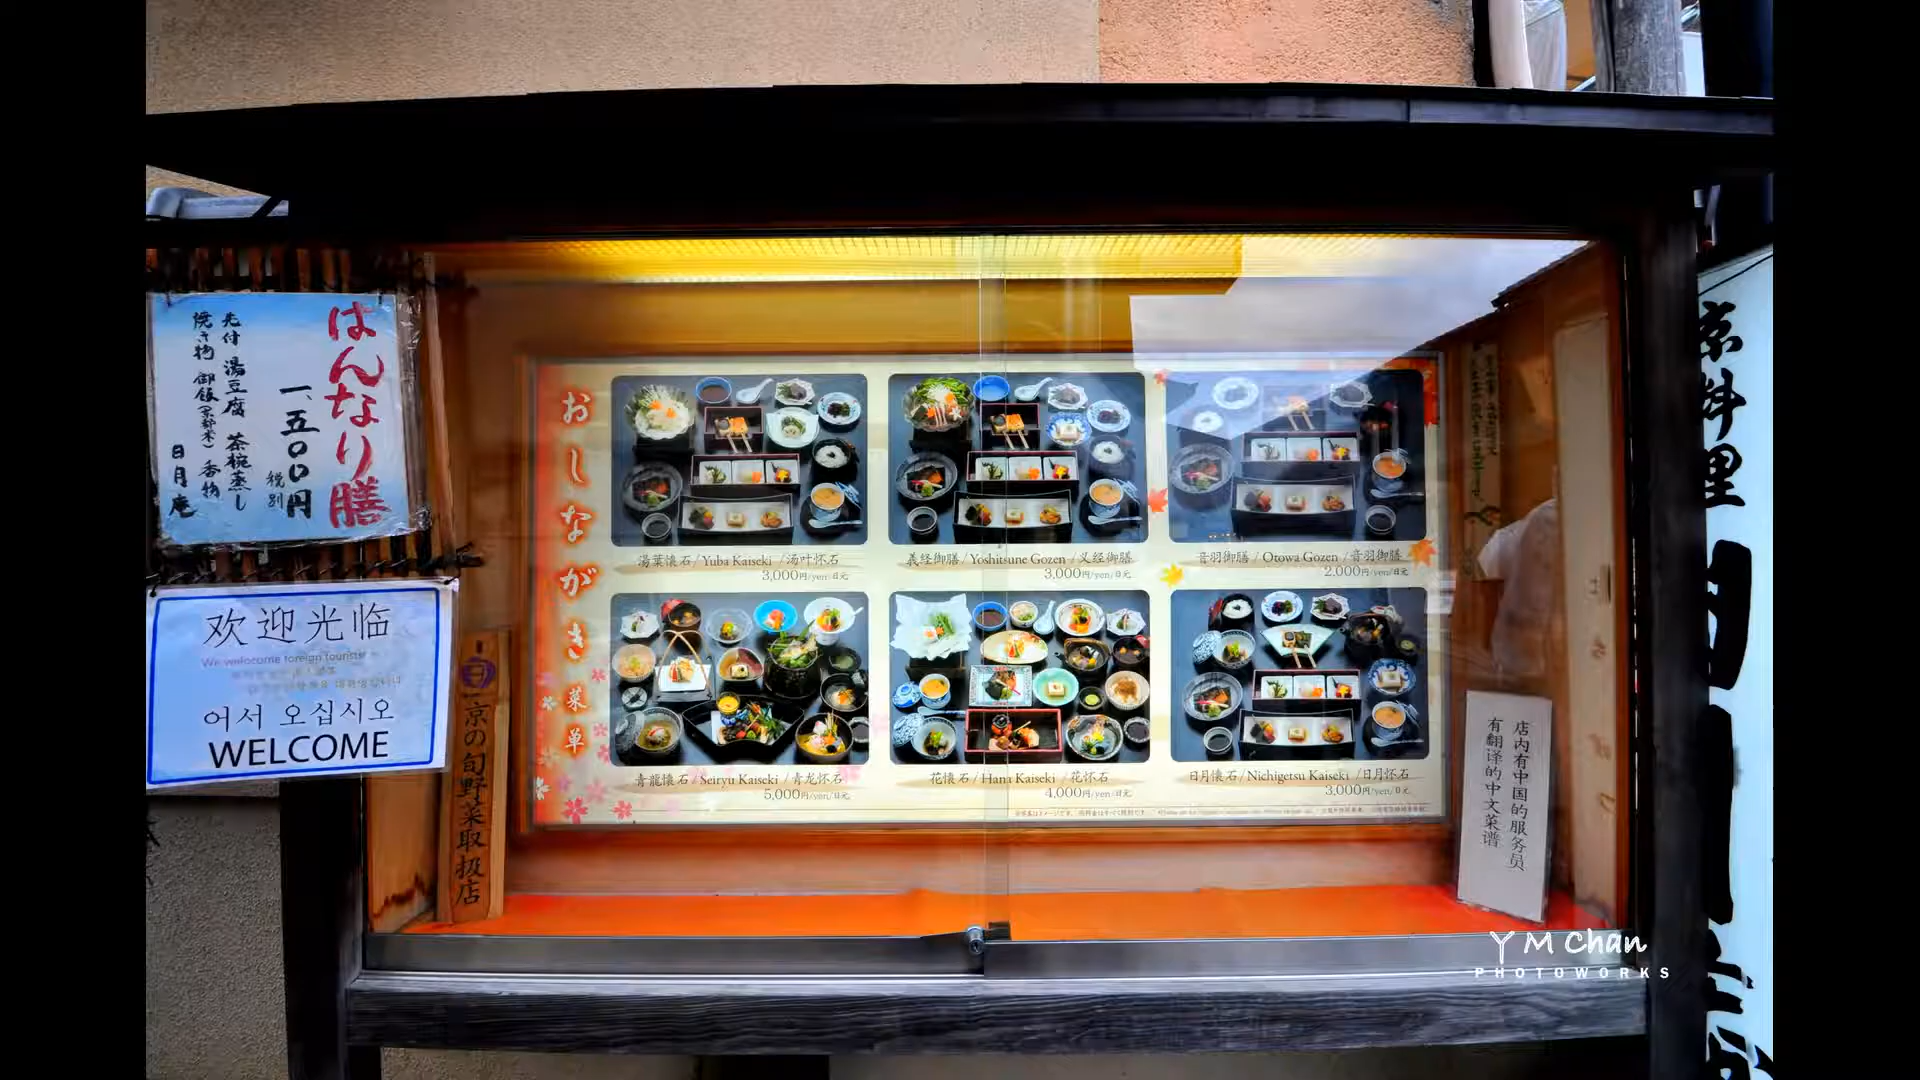 はんなり膳
一、五〇〇円
税別
先付 湯豆腐 茶椀蒸し
焼き物 御飯(京都米) 香物
日月庵
欢迎光临
We welcome foreign tourists
어서 오십시오
WELCOME
京の旬野菜取扱店
おしながき
菜单
湯葉懐石 / Yuba Kaiseki / 汤叶怀石
3,000円/yen/日元
義経御膳 / Yoshitsune Gozen / 义经御膳
3,000円/yen/日元
音羽御膳 / Otowa Gozen / 音羽御膳
2,000円/yen/日元
青龍懐石 / Seiryu Kaiseki / 青龙怀石
5,000円/yen/日元
花懐石 / Hana Kaiseki / 花怀石
4,000円/yen/日元
日月懐石 / Nichigetsu Kaiseki / 日月怀石
3,000円/yen/日元
店内有中国的服务员
有翻译的中文菜谱
京料理
Y M Chan
PHOTOWORKS